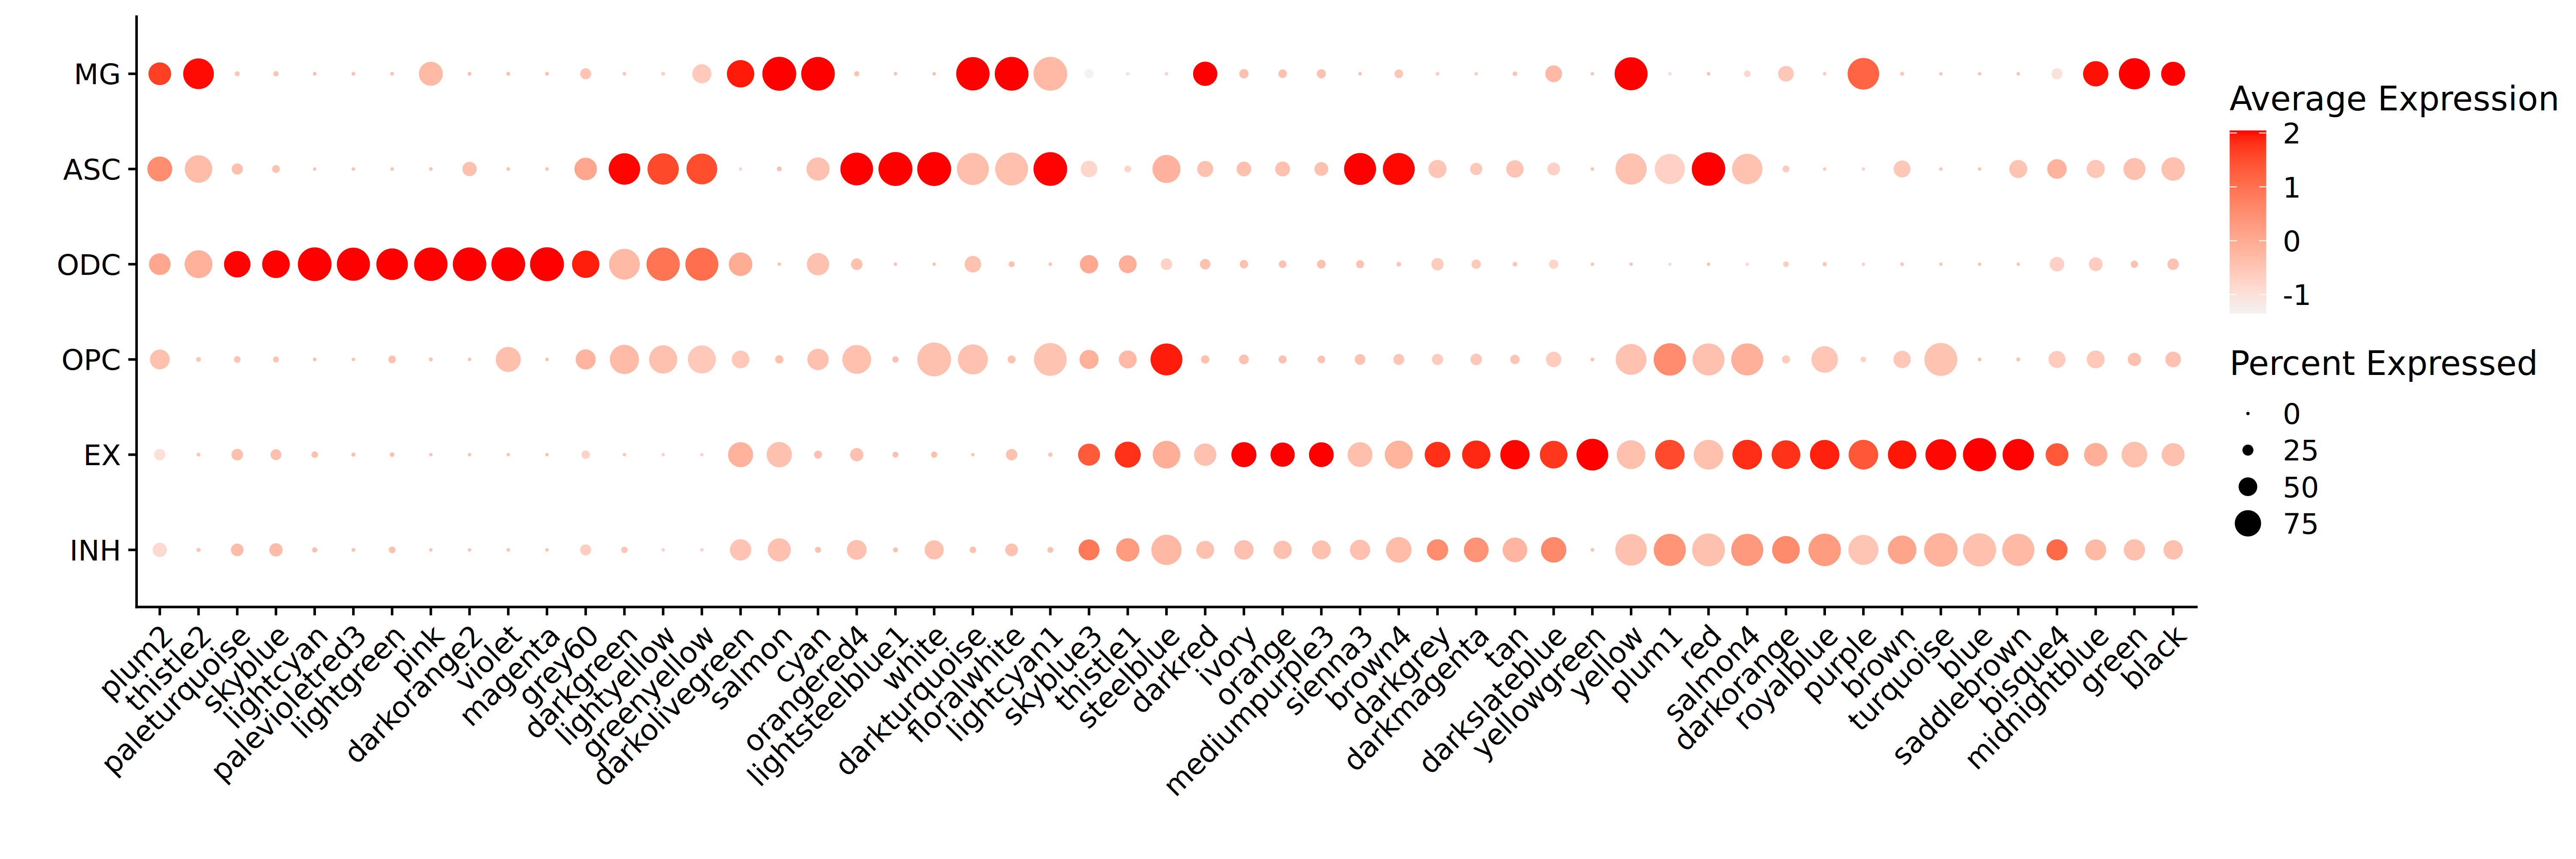 MG
ASC
ODC
OPC
EX
INH
plum2
thistle2
paleturquoise
skyblue
lightcyan
palevioletred3
lightgreen
pink
darkorange2
violet
magenta
grey60
darkgreen
lightyellow
greenyellow
darkolivegreen
salmon
cyan
orangered4
lightsteelblue1
white
darkturquoise
floralwhite
lightcyan1
skyblue3
thistle1
steelblue
darkred
ivory
orange
mediumpurple3
sienna3
brown4
darkgrey
darkmagenta
tan
darkslateblue
yellowgreen
yellow
plum1
red
salmon4
darkorange
royalblue
purple
brown
turquoise
blue
saddlebrown
bisque4
midnightblue
green
black
Average Expression
2
1
0
-1
Percent Expressed
0
25
50
75